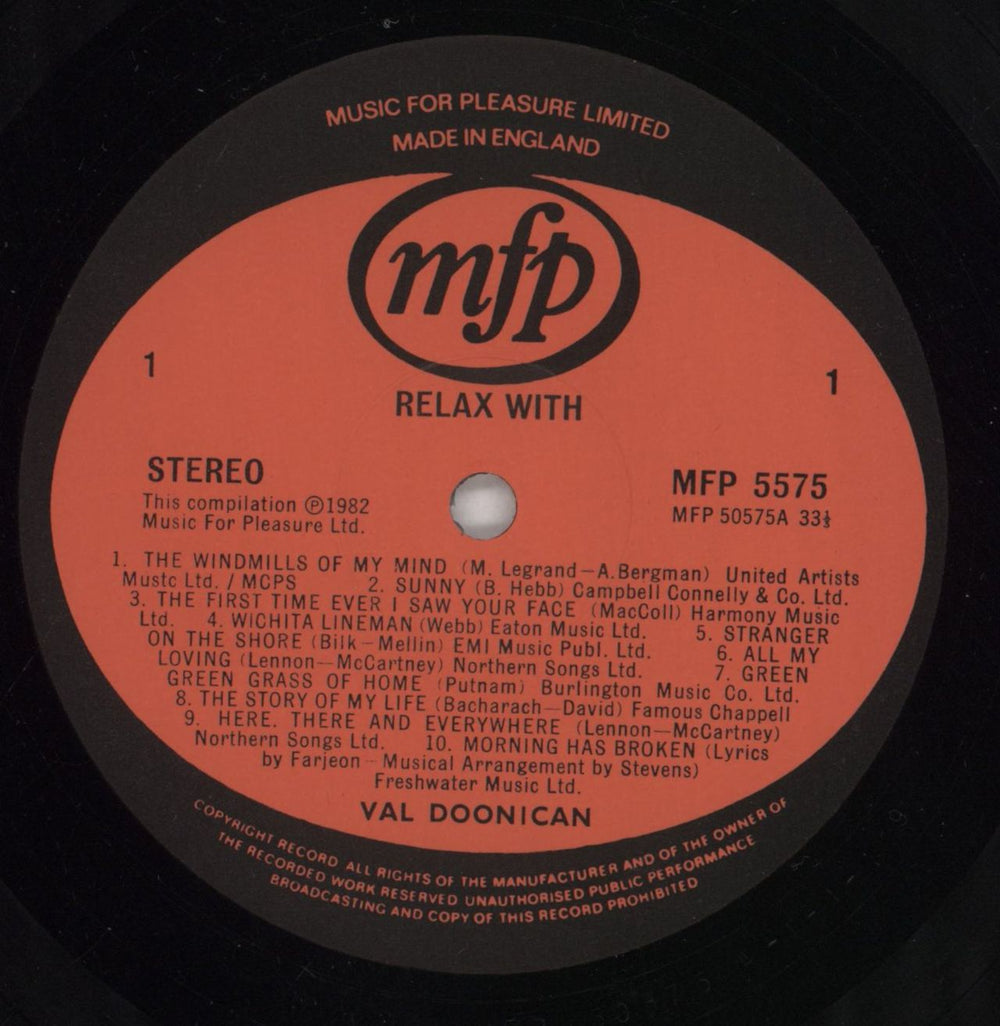 MUSIC FOR PLEASURE LIMITED
MADE IN ENGLAND
mfp
1
1
RELAX WITH
STEREO
This compilation ℗1982
Music For Pleasure Ltd.
MFP 5575
MFP 50575A 33⅓
1. THE WINDMILLS OF MY MIND (M. Legrand—A.Bergman) United Artists
Mustc Ltd. / MCPS 2. SUNNY (B. Hebb) Campbell Connelly & Co. Ltd.
3. THE FIRST TIME EVER I SAW YOUR FACE (MacColl) Harmony Music
Ltd. 4. WICHITA LINEMAN (Webb) Eaton Music Ltd. 5. STRANGER
ON THE SHORE (Bilk—Mellin) EMI Music Publ. Ltd. 6. ALL MY
LOVING (Lennon—McCartney) Northern Songs Ltd. 7. GREEN
GREEN GRASS OF HOME (Putnam) Burlington Music Co. Ltd.
8. THE STORY OF MY LIFE (Bacharach—David) Famous Chappell
9. HERE. THERE AND EVERYWHERE (Lennon—McCartney)
Northern Songs Ltd. 10. MORNING HAS BROKEN (Lyrics
by Farjeon—Musical Arrangement by Stevens)
Freshwater Music Ltd.
VAL DOONICAN
COPYRIGHT RECORD ALL RIGHTS OF THE MANUFACTURER AND OF THE OWNER OF
THE RECORDED WORK RESERVED UNAUTHORISED PUBLIC PERFORMANCE
BROADCASTING AND COPY OF THIS RECORD PROHIBITED